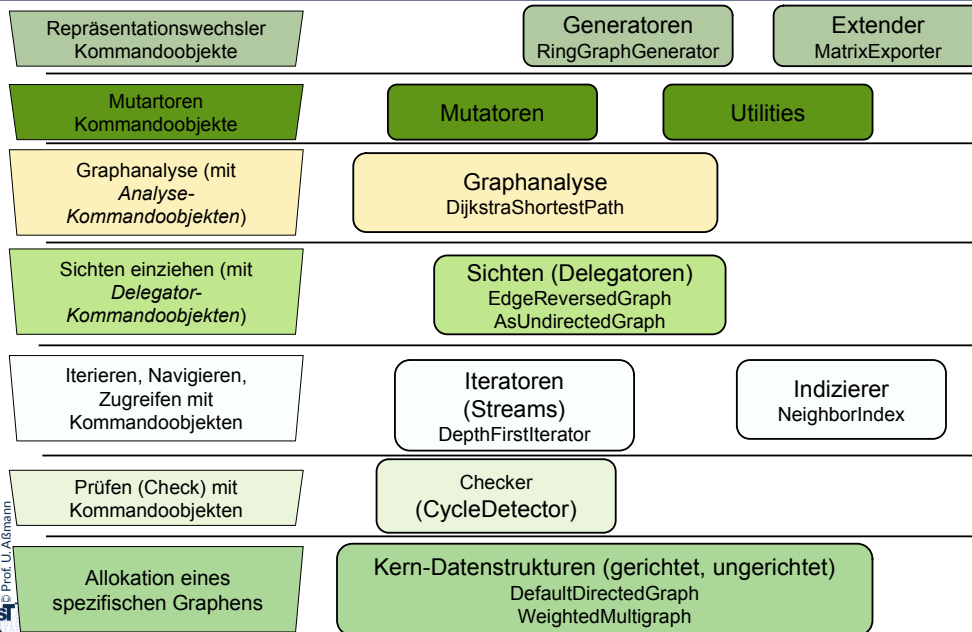 Repräsentationswechsler
Kommandoobjekte
Generatoren
RingGraphGenerator
Extender
MatrixExporter
Mutartoren
Kommandoobjekte
Mutatoren
Utilities
Graphanalyse (mit
Analyse-
Kommandoobjekten)
Graphanalyse
DijkstraShortestPath
Sichten einziehen (mit
Delegator-
Kommandoobjekten)
Sichten (Delegatoren)
EdgeReversedGraph
AsUndirectedGraph
Iterieren, Navigieren,
Zugreifen mit
Kommandoobjekten
Iteratoren
(Streams)
DepthFirstIterator
Indizierer
NeighborIndex
Prüfen (Check) mit
Kommandoobjekten
Checker
(CycleDetector)
Allokation eines
spezifischen Graphens
Kern-Datenstrukturen (gerichtet, ungerichtet)
DefaultDirectedGraph
WeightedMultigraph
© Prof. U. Aßmann